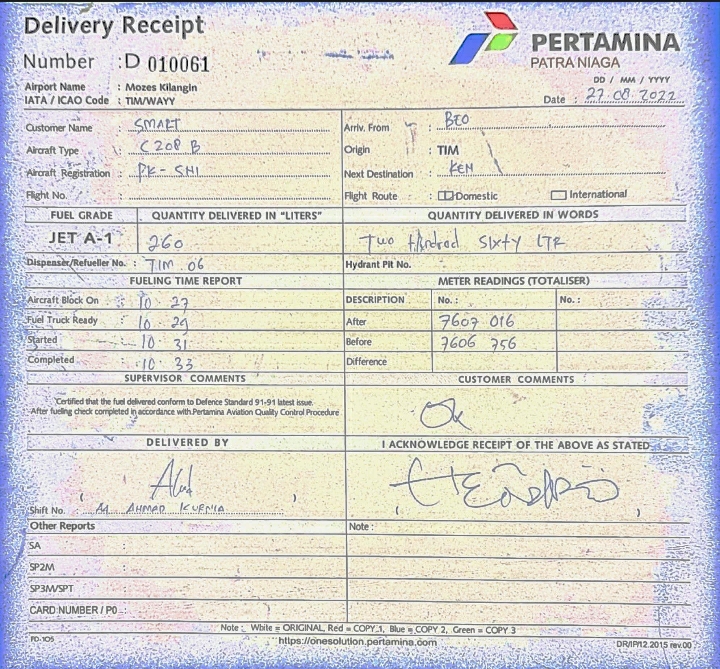 Delivery Receipt
Number : D 010061
PERTAMINA
PATRA NIAGA
Airport Name : Mozes Kilangin
IATA / ICAO Code : TIM/WAYY
DD / MM / YYYY
Date : 27.08.2022
Customer Name : SMART
Arriv. From : BEO
Aircraft Type : C208 B
Origin : TIM
Aircraft Registration : PK-SNI
Next Destination : KEN
Flight No. :
Flight Route : Domestic International
FUEL GRADE QUANTITY DELIVERED IN "LITERS" QUANTITY DELIVERED IN WORDS
JET A-1 260 Two Hundred Sixty LTR
Dispenser/Refueller No. : TIM 06 Hydrant Pit No.
FUELING TIME REPORT METER READINGS (TOTALISER)
Aircraft Block On : 10 . 27 DESCRIPTION No. : No. :
Fuel Truck Ready : 10 . 29 After 7607 016
Started : 10 . 31 Before 7606 756
Completed : 10 . 33 Difference
SUPERVISOR COMMENTS CUSTOMER COMMENTS
Certified that the fuel delivered conform to Defence Standard 91-91 latest issue.
After fueling check completed in accordance with Pertamina Aviation Quality Control Procedure
Ok
DELIVERED BY I ACKNOWLEDGE RECEIPT OF THE ABOVE AS STATED
Shift No. : AHMAD KURNIA
Other Reports Note :
SA :
SP2M :
SP3M/SPT :
CARD NUMBER / PO :
Note : White = ORIGINAL, Red = COPY 1, Blue = COPY 2, Green = COPY 3
FD-105 https://onesolution.pertamina.com DR/IP/12.2015 rev.00